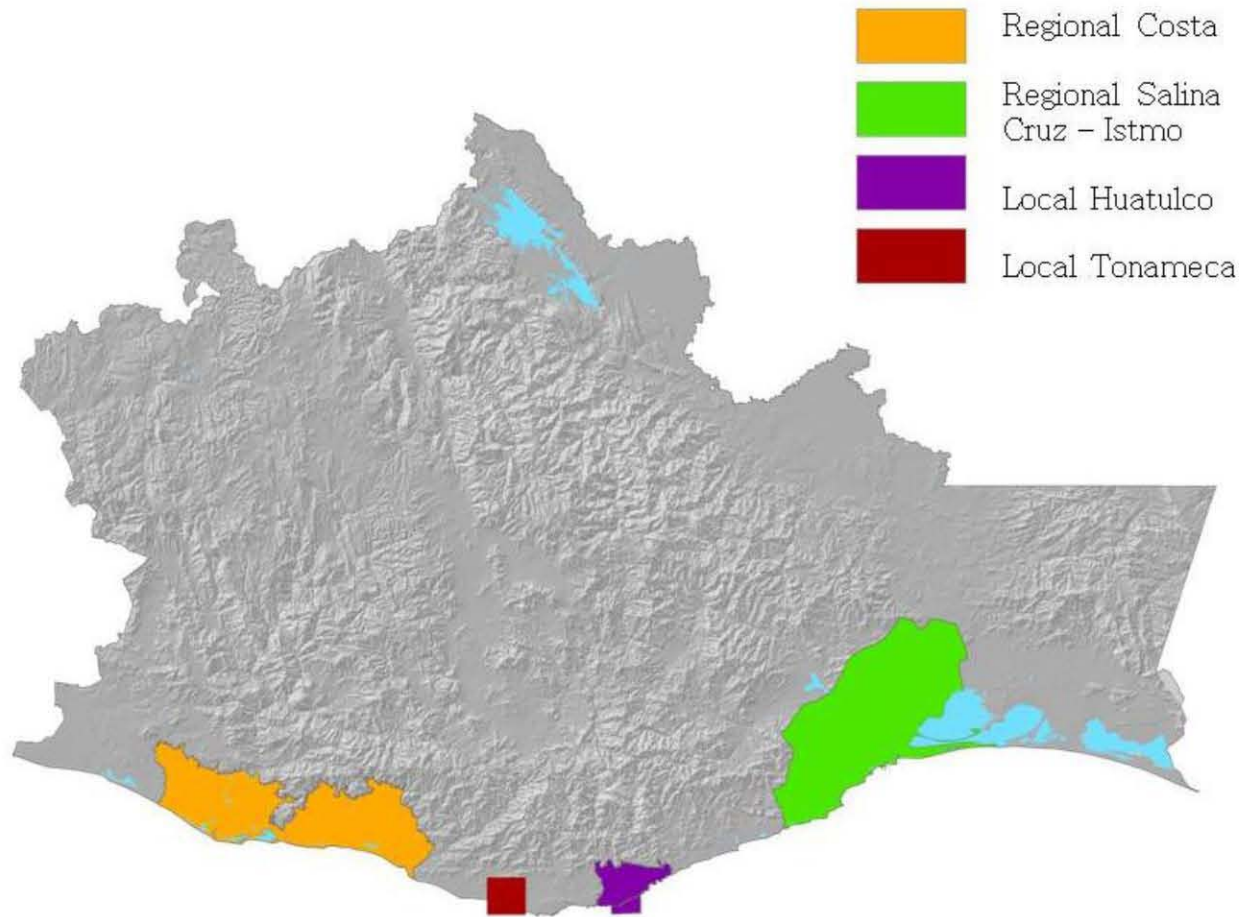 Regional Costa
Regional Salina
Cruz – Istmo
Local Huatulco
Local Tonameca